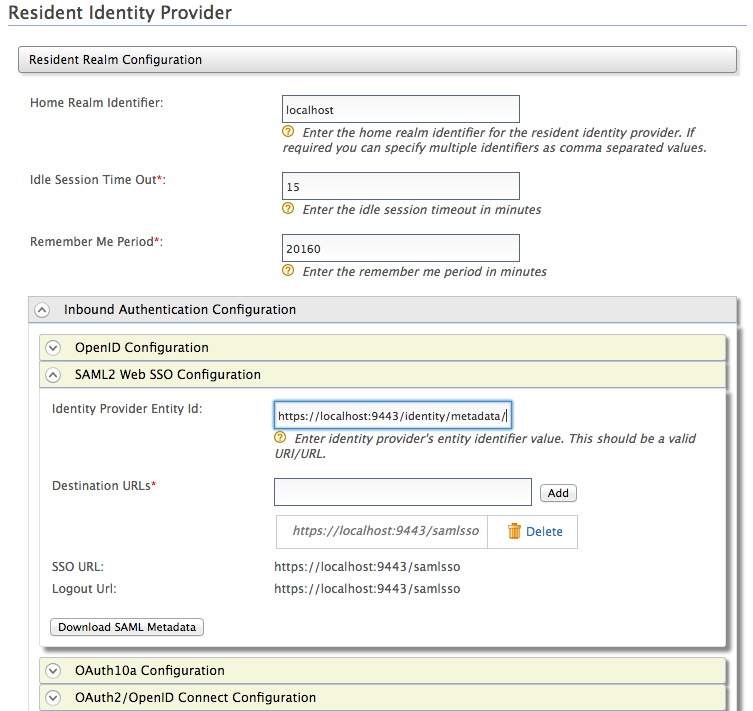 Resident Identity Provider
Resident Realm Configuration
Home Realm Identifier:
localhost
? Enter the home realm identifier for the resident identity provider. If
required you can specify multiple identifiers as comma separated values.
Idle Session Time Out*:
15
? Enter the idle session timeout in minutes
Remember Me Period*:
20160
? Enter the remember me period in minutes
Inbound Authentication Configuration
OpenID Configuration
SAML2 Web SSO Configuration
Identity Provider Entity Id:
https://localhost:9443/identity/metadata/
? Enter identity provider's entity identifier value. This should be a valid
URI/URL.
Destination URLs*
Add
https://localhost:9443/samlsso Delete
SSO URL: https://localhost:9443/samlsso
Logout Url: https://localhost:9443/samlsso
Download SAML Metadata
OAuth10a Configuration
OAuth2/OpenID Connect Configuration